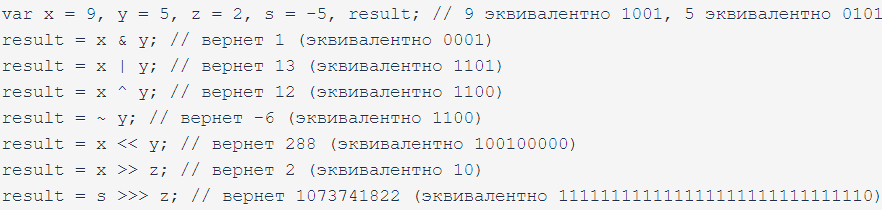 var x = 9, y = 5, z = 2, s = -5, result; // 9 эквивалентно 1001, 5 эквивалентно 0101
result = x & y; // вернет 1 (эквивалентно 0001)
result = x | y; // вернет 13 (эквивалентно 1101)
result = x ^ y; // вернет 12 (эквивалентно 1100)
result = ~ y; // вернет -6 (эквивалентно 1100)
result = x << y; // вернет 288 (эквивалентно 100100000)
result = x >> z; // вернет 2 (эквивалентно 10)
result = s >>> z; // вернет 1073741822 (эквивалентно 111111111111111111111111111110)